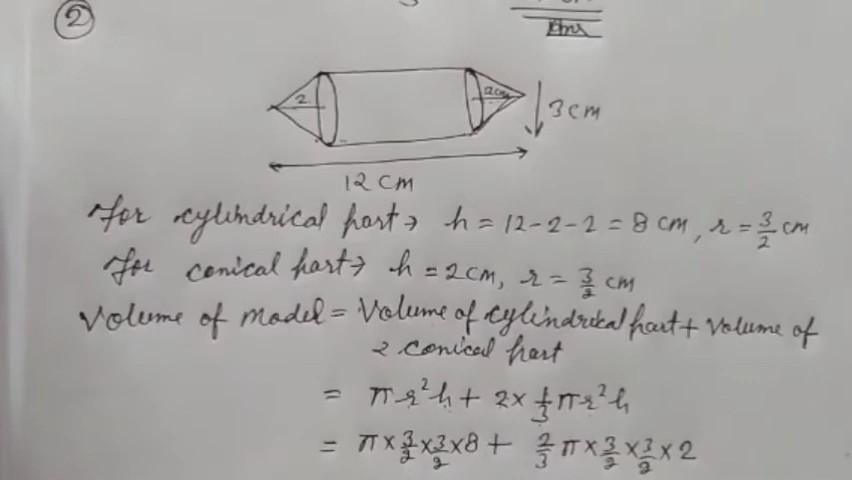 ②
Ans
2
2cm
3 cm
12 cm
For cylindrical part → h = 12-2-2 = 8 cm, r = 3/2 cm
For conical part → h = 2cm, r = 3/2 cm
Volume of model = Volume of cylindrical part + Volume of
2 conical part
= πr²h + 2 × 1/3 πr²h
= π × 3/2 × 3/2 × 8 + 2/3 π × 3/2 × 3/2 × 2